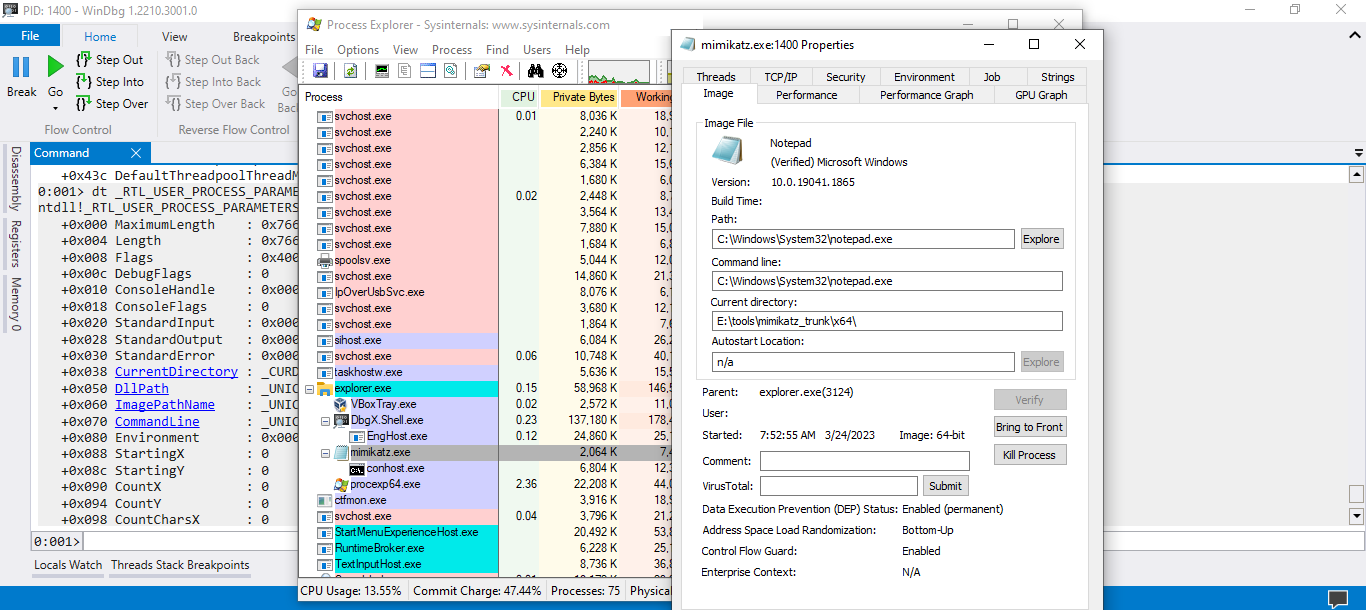 PID: 1400 - WinDbg 1.2210.3001.0
File
Home
View
Breakpoints
Break
Go
Step Out
Step Into
Step Over
Step Out Back
Step Into Back
Step Over Back
Go
Back
Flow Control
Reverse Flow Control
Disassembly
Registers
Memory 0
Command
+0x43c DefaultThreadpoolThreadM
0:001> dt _RTL_USER_PROCESS_PARAME
ntdll!_RTL_USER_PROCESS_PARAMETERS
+0x000 MaximumLength : 0x766
+0x004 Length : 0x766
+0x008 Flags : 0x400
+0x00c DebugFlags : 0
+0x010 ConsoleHandle : 0x000
+0x018 ConsoleFlags : 0
+0x020 StandardInput : 0x000
+0x028 StandardOutput : 0x000
+0x030 StandardError : 0x000
+0x038 CurrentDirectory : _CURD
+0x050 DllPath : _UNIC
+0x060 ImagePathName : _UNIC
+0x070 CommandLine : _UNIC
+0x080 Environment : 0x000
+0x088 StartingX : 0
+0x08c StartingY : 0
+0x090 CountX : 0
+0x094 CountY : 0
+0x098 CountCharsX : 0
0:001>
Locals Watch Threads Stack Breakpoints
Process Explorer - Sysinternals: www.sysinternals.com
File Options View Process Find Users Help
Process CPU Private Bytes Working
svchost.exe 0.01 8,036 K 18,9
svchost.exe 2,240 K 10,1
svchost.exe 2,856 K 12,1
svchost.exe 6,384 K 15,6
svchost.exe 1,680 K 6,0
svchost.exe 0.02 2,448 K 8,7
svchost.exe 3,564 K 13,4
svchost.exe 7,880 K 15,0
svchost.exe 1,684 K 6,8
spoolsv.exe 5,044 K 12,0
svchost.exe 14,860 K 21,3
IpOverUsbSvc.exe 8,076 K 6,1
svchost.exe 3,680 K 12,1
svchost.exe 1,864 K 7,6
sihost.exe 6,084 K 26,2
svchost.exe 0.06 10,748 K 40,1
taskhostw.exe 5,636 K 15,5
explorer.exe 0.15 58,968 K 146,5
VBoxTray.exe 0.02 2,572 K 11,0
DbgX.Shell.exe 0.23 137,180 K 178,4
EngHost.exe 0.12 24,860 K 25,1
mimikatz.exe 2,064 K 7,4
conhost.exe 6,804 K 12,3
procexp64.exe 2.36 22,208 K 44,0
ctfmon.exe 3,916 K 18,9
svchost.exe 0.04 3,796 K 21,2
StartMenuExperienceHost.exe 20,492 K 53,8
RuntimeBroker.exe 6,228 K 25,1
TextInputHost.exe 8,736 K 36,8
CPU Usage: 13.55% Commit Charge: 47.44% Processes: 75 Physica
mimikatz.exe:1400 Properties
Threads TCP/IP Security Environment Job Strings
Image Performance Performance Graph GPU Graph
Image File
Notepad
(Verified) Microsoft Windows
Version: 10.0.19041.1865
Build Time:
Path:
C:\Windows\System32\notepad.exe Explore
Command line:
C:\Windows\System32\notepad.exe
Current directory:
E:\tools\mimikatz_trunk\x64\
Autostart Location:
n/a Explore
Parent: explorer.exe(3124) Verify
User:
Bring to Front
Started: 7:52:55 AM 3/24/2023 Image: 64-bit
Kill Process
Comment:
VirusTotal: Submit
Data Execution Prevention (DEP) Status: Enabled (permanent)
Address Space Load Randomization: Bottom-Up
Control Flow Guard: Enabled
Enterprise Context: N/A